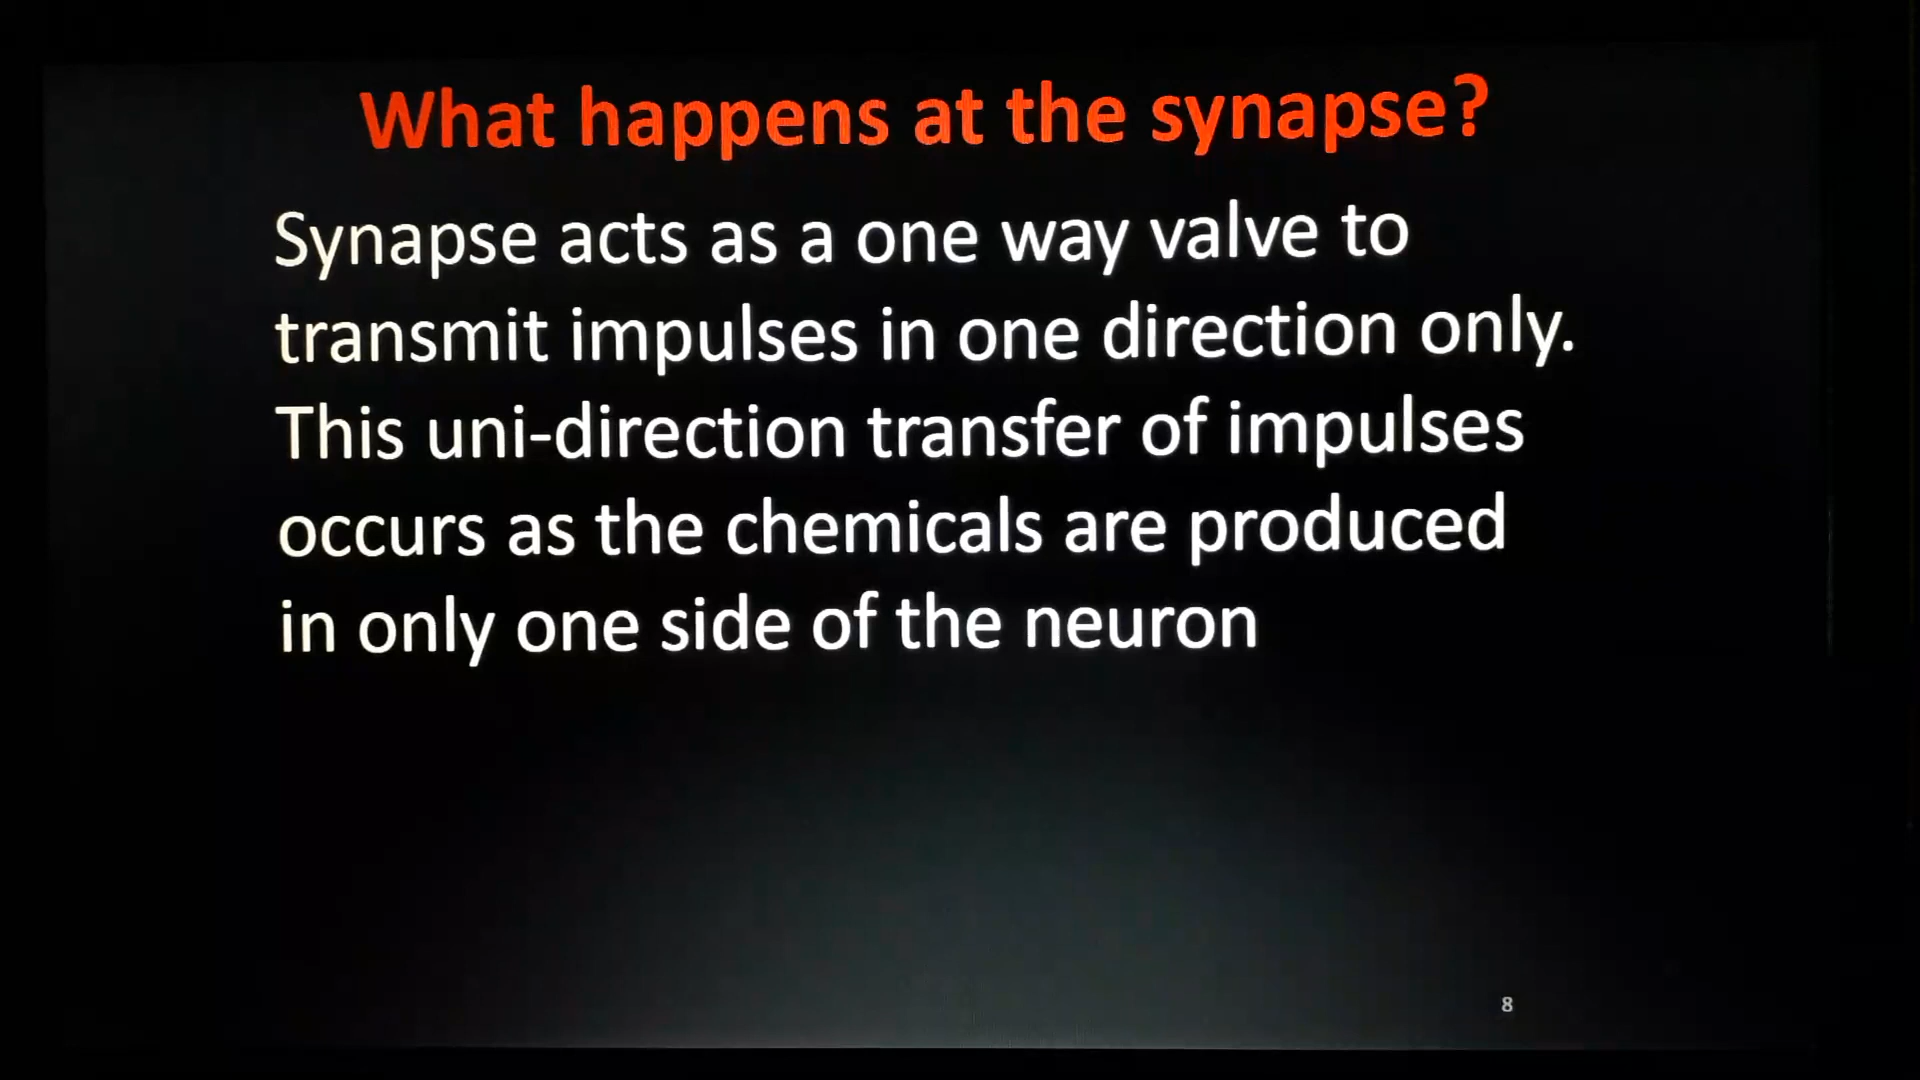 What happens at the synapse?
Synapse acts as a one way valve to
transmit impulses in one direction only.
This uni-direction transfer of impulses
occurs as the chemicals are produced
in only one side of the neuron
8